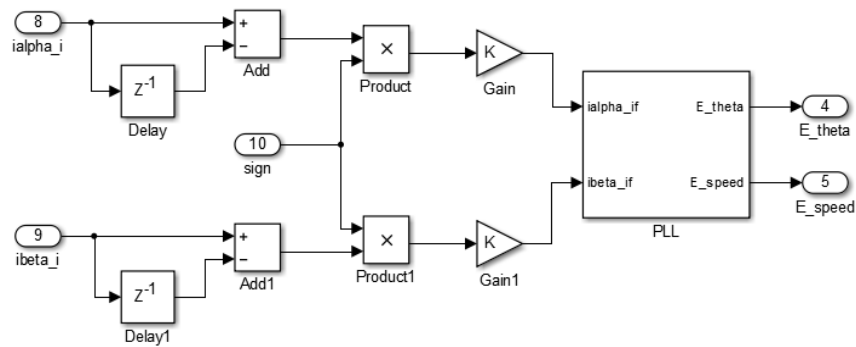 8
ialpha_i
+
−
Add
Z-1
Delay
×
Product
K
Gain
10
sign
9
ibeta_i
+
−
Add1
Z-1
Delay1
×
Product1
K
Gain1
ialpha_if
E_theta
ibeta_if
E_speed
PLL
4
E_theta
5
E_speed